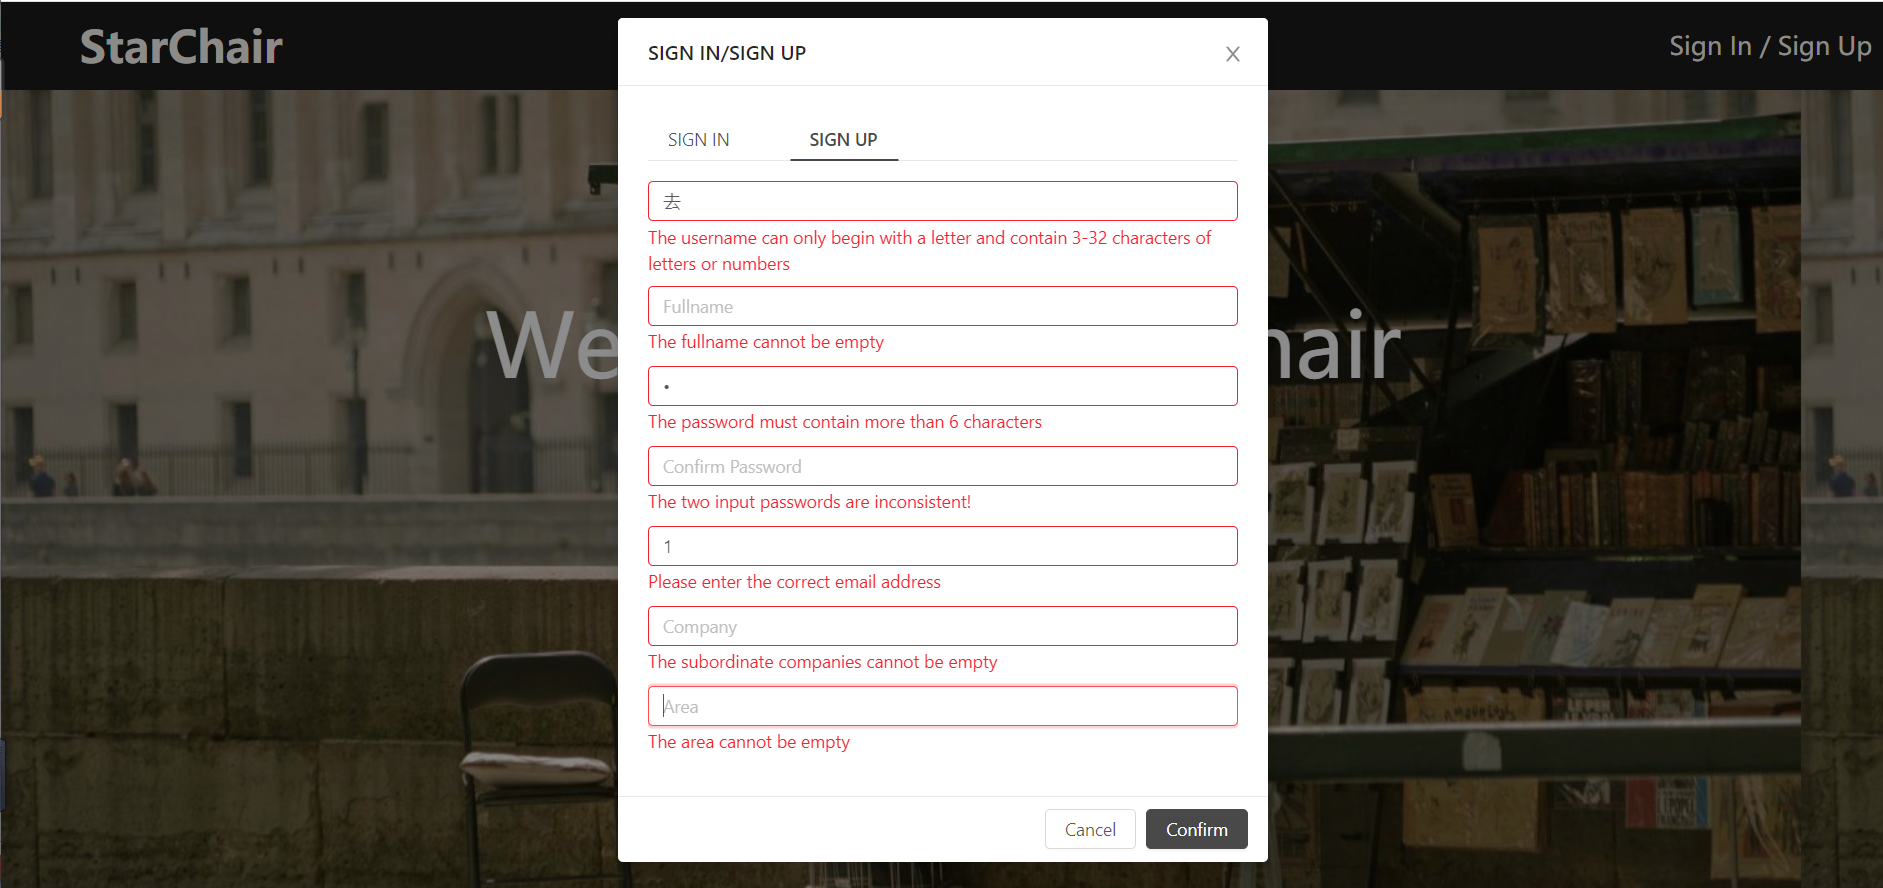 StarChair
Sign In / Sign Up
SIGN IN/SIGN UP
SIGN IN
SIGN UP
去
The username can only begin with a letter and contain 3-32 characters of
letters or numbers
Fullname
The fullname cannot be empty
•
The password must contain more than 6 characters
Confirm Password
The two input passwords are inconsistent!
1
Please enter the correct email address
Company
The subordinate companies cannot be empty
Area
The area cannot be empty
Cancel
Confirm
We
hair